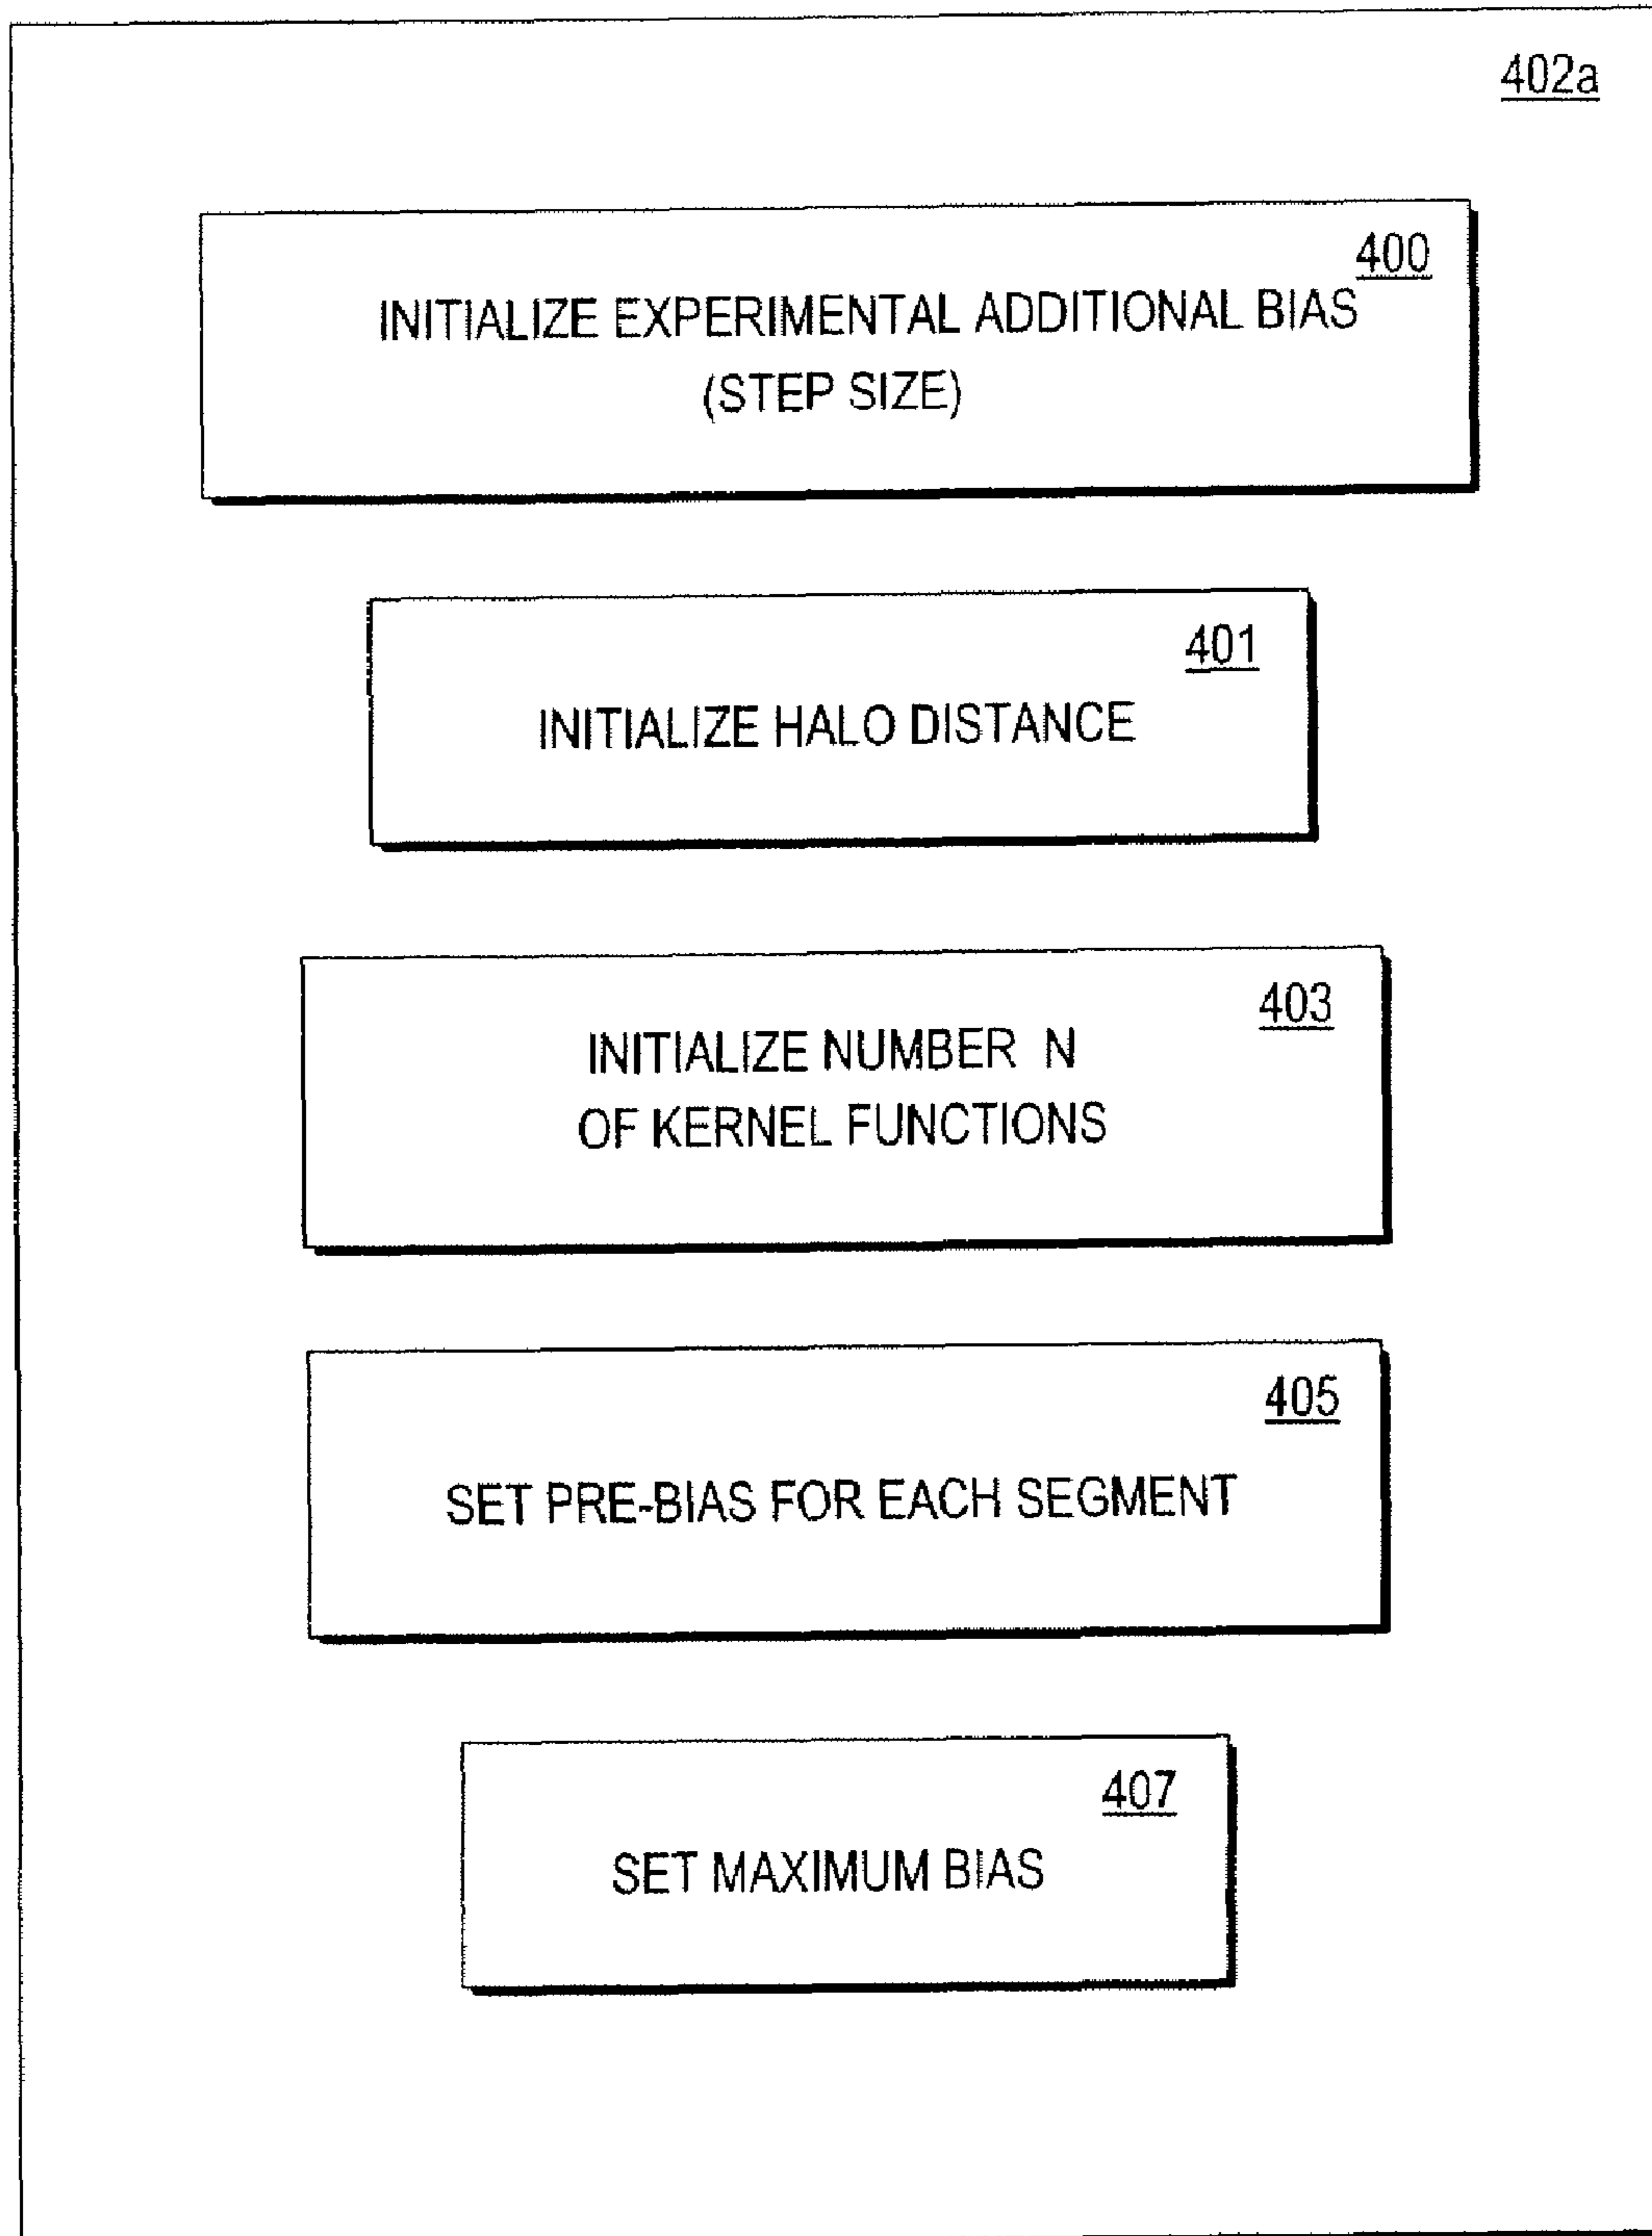 402a
400
INITIALIZE EXPERIMENTAL ADDITIONAL BIAS
(STEP SIZE)
401
INITIALIZE HALO DISTANCE
403
INITIALIZE NUMBER N
OF KERNEL FUNCTIONS
405
SET PRE-BIAS FOR EACH SEGMENT
407
SET MAXIMUM BIAS